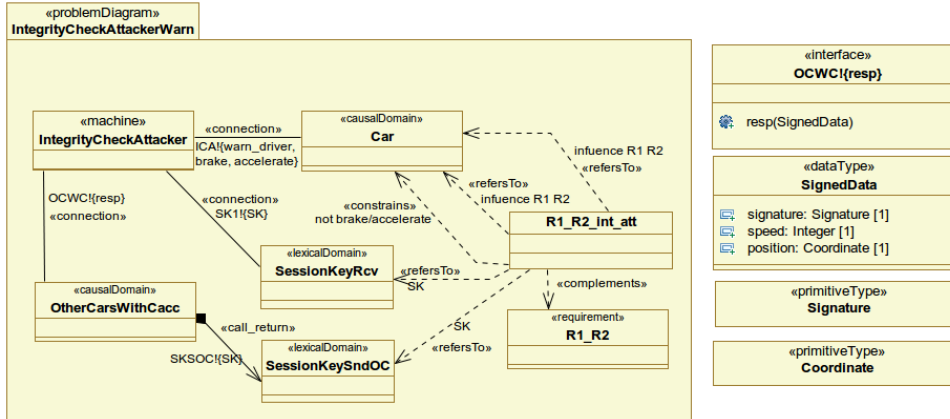 «problemDiagram»
IntegrityCheckAttackerWarn
«machine»
IntegrityCheckAttacker
«connection»
ICA!{warn_driver,
brake, accelerate}
«causalDomain»
Car
infuence R1 R2
«refersTo»
infuence R1 R2
«constrains»
not brake/accelerate
OCWC!{resp}
«connection»
«connection»
SK1!{SK}
R1_R2_int_att
«lexicalDomain»
SessionKeyRcv
«refersTo»
SK
«complements»
«causalDomain»
OtherCarsWithCacc
«call_return»
SKSOC!{SK}
«lexicalDomain»
SessionKeySndOC
SK
«refersTo»
«requirement»
R1_R2
«interface»
OCWC!{resp}
resp(SignedData)
«dataType»
SignedData
signature: Signature [1]
speed: Integer [1]
position: Coordinate [1]
«primitiveType»
Signature
«primitiveType»
Coordinate